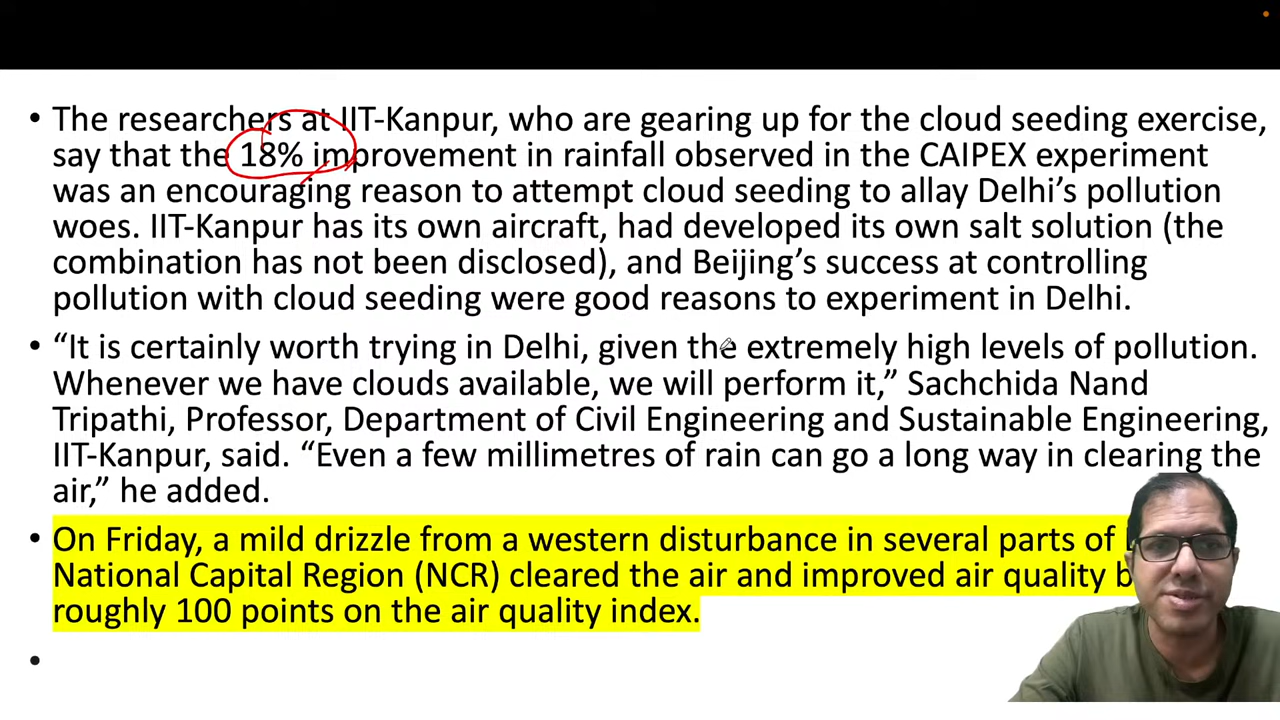 • The researchers at IIT-Kanpur, who are gearing up for the cloud seeding exercise,
say that the 18% improvement in rainfall observed in the CAIPEX experiment
was an encouraging reason to attempt cloud seeding to allay Delhi’s pollution
woes. IIT-Kanpur has its own aircraft, had developed its own salt solution (the
combination has not been disclosed), and Beijing’s success at controlling
pollution with cloud seeding were good reasons to experiment in Delhi.
• “It is certainly worth trying in Delhi, given the extremely high levels of pollution.
Whenever we have clouds available, we will perform it,” Sachchida Nand
Tripathi, Professor, Department of Civil Engineering and Sustainable Engineering,
IIT-Kanpur, said. “Even a few millimetres of rain can go a long way in clearing the
air,” he added.
• On Friday, a mild drizzle from a western disturbance in several parts of
National Capital Region (NCR) cleared the air and improved air quality
roughly 100 points on the air quality index.
•